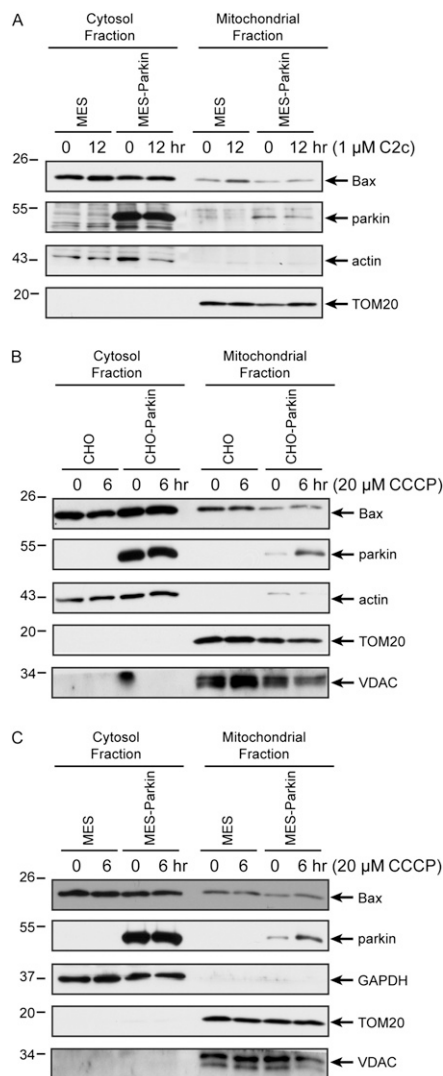 A
Cytosol Fraction
Mitochondrial Fraction
MES
MES-Parkin
MES
MES-Parkin
0 12 0 12 hr 0 12 0 12 hr (1 µM C2c)
26
Bax
55
parkin
43
actin
20
TOM20
B
Cytosol Fraction
Mitochondrial Fraction
CHO
CHO-Parkin
CHO
CHO-Parkin
0 6 0 6 hr 0 6 0 6 hr (20 µM CCCP)
26
Bax
55
parkin
43
actin
20
TOM20
34
VDAC
C
Cytosol Fraction
Mitochondrial Fraction
MES
MES-Parkin
MES
MES-Parkin
0 6 0 6 hr 0 6 0 6 hr (20 µM CCCP)
26
Bax
55
parkin
37
GAPDH
20
TOM20
34
VDAC